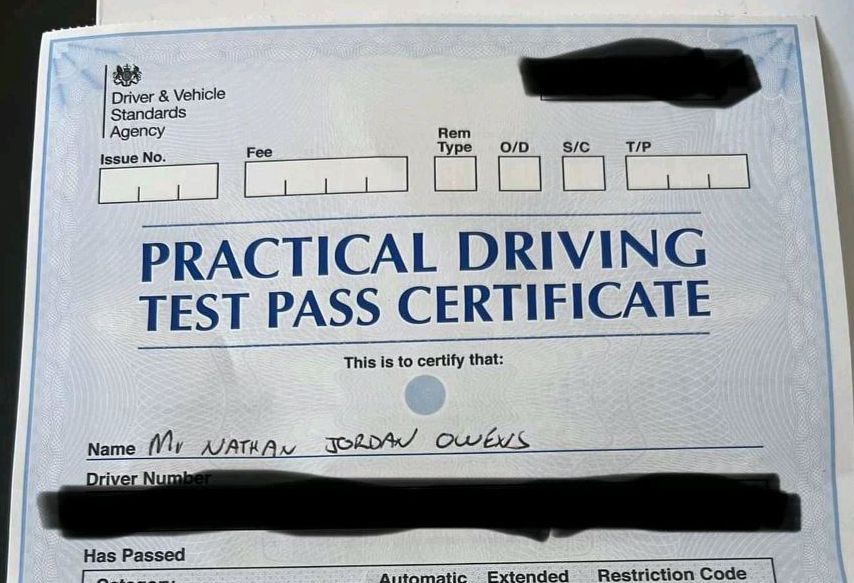 Driver & Vehicle
Standards
Agency
Issue No. Fee Rem Type O/D S/C T/P
PRACTICAL DRIVING
TEST PASS CERTIFICATE
This is to certify that:
Name Mr NATHAN JORDAN OWENS
Driver Number
Has Passed
Category Automatic Extended Restriction Code